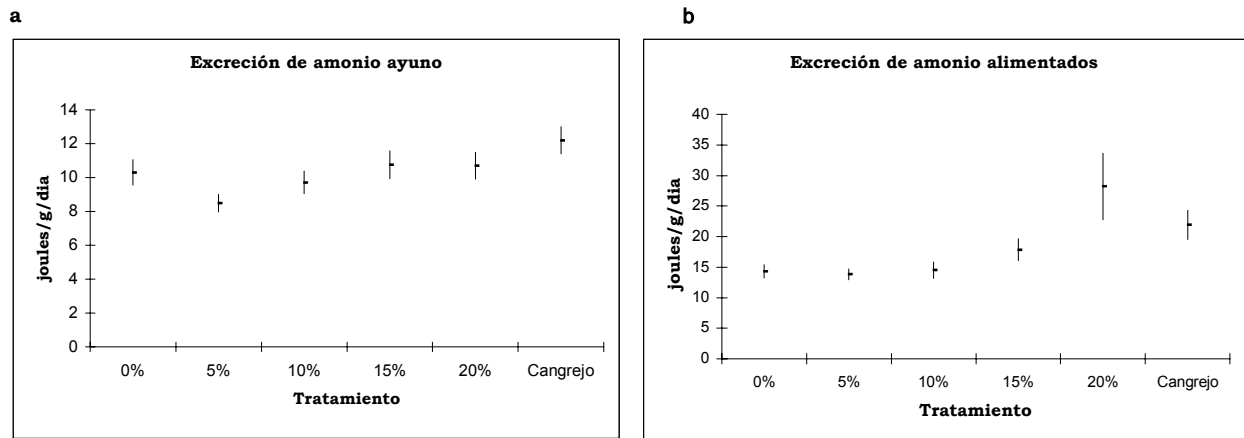 a
Excreción de amonio ayuno
joules/g/dia
14
12
10
8
6
4
2
0
0% 5% 10% 15% 20% Cangrejo
Tratamiento
b
Excreción de amonio alimentados
joules/g/dia
40
35
30
25
20
15
10
5
0
0% 5% 10% 15% 20% Cangrejo
Tratamiento